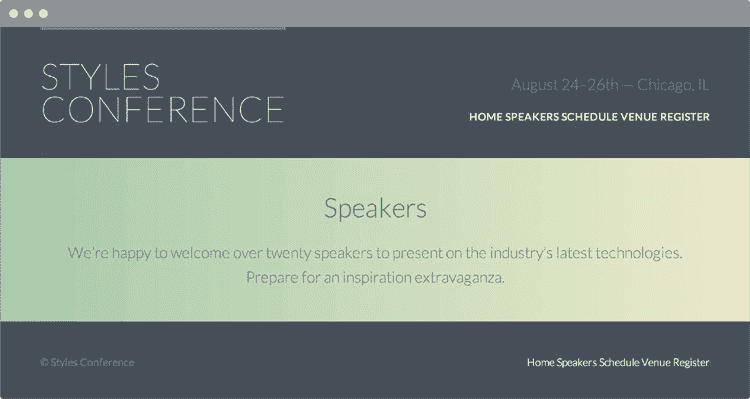 STYLES
CONFERENCE
August 24–26th — Chicago, IL
HOME SPEAKERS SCHEDULE VENUE REGISTER
Speakers
We're happy to welcome over twenty speakers to present on the industry's latest technologies.
Prepare for an inspiration extravaganza.
© Styles Conference
Home Speakers Schedule Venue Register